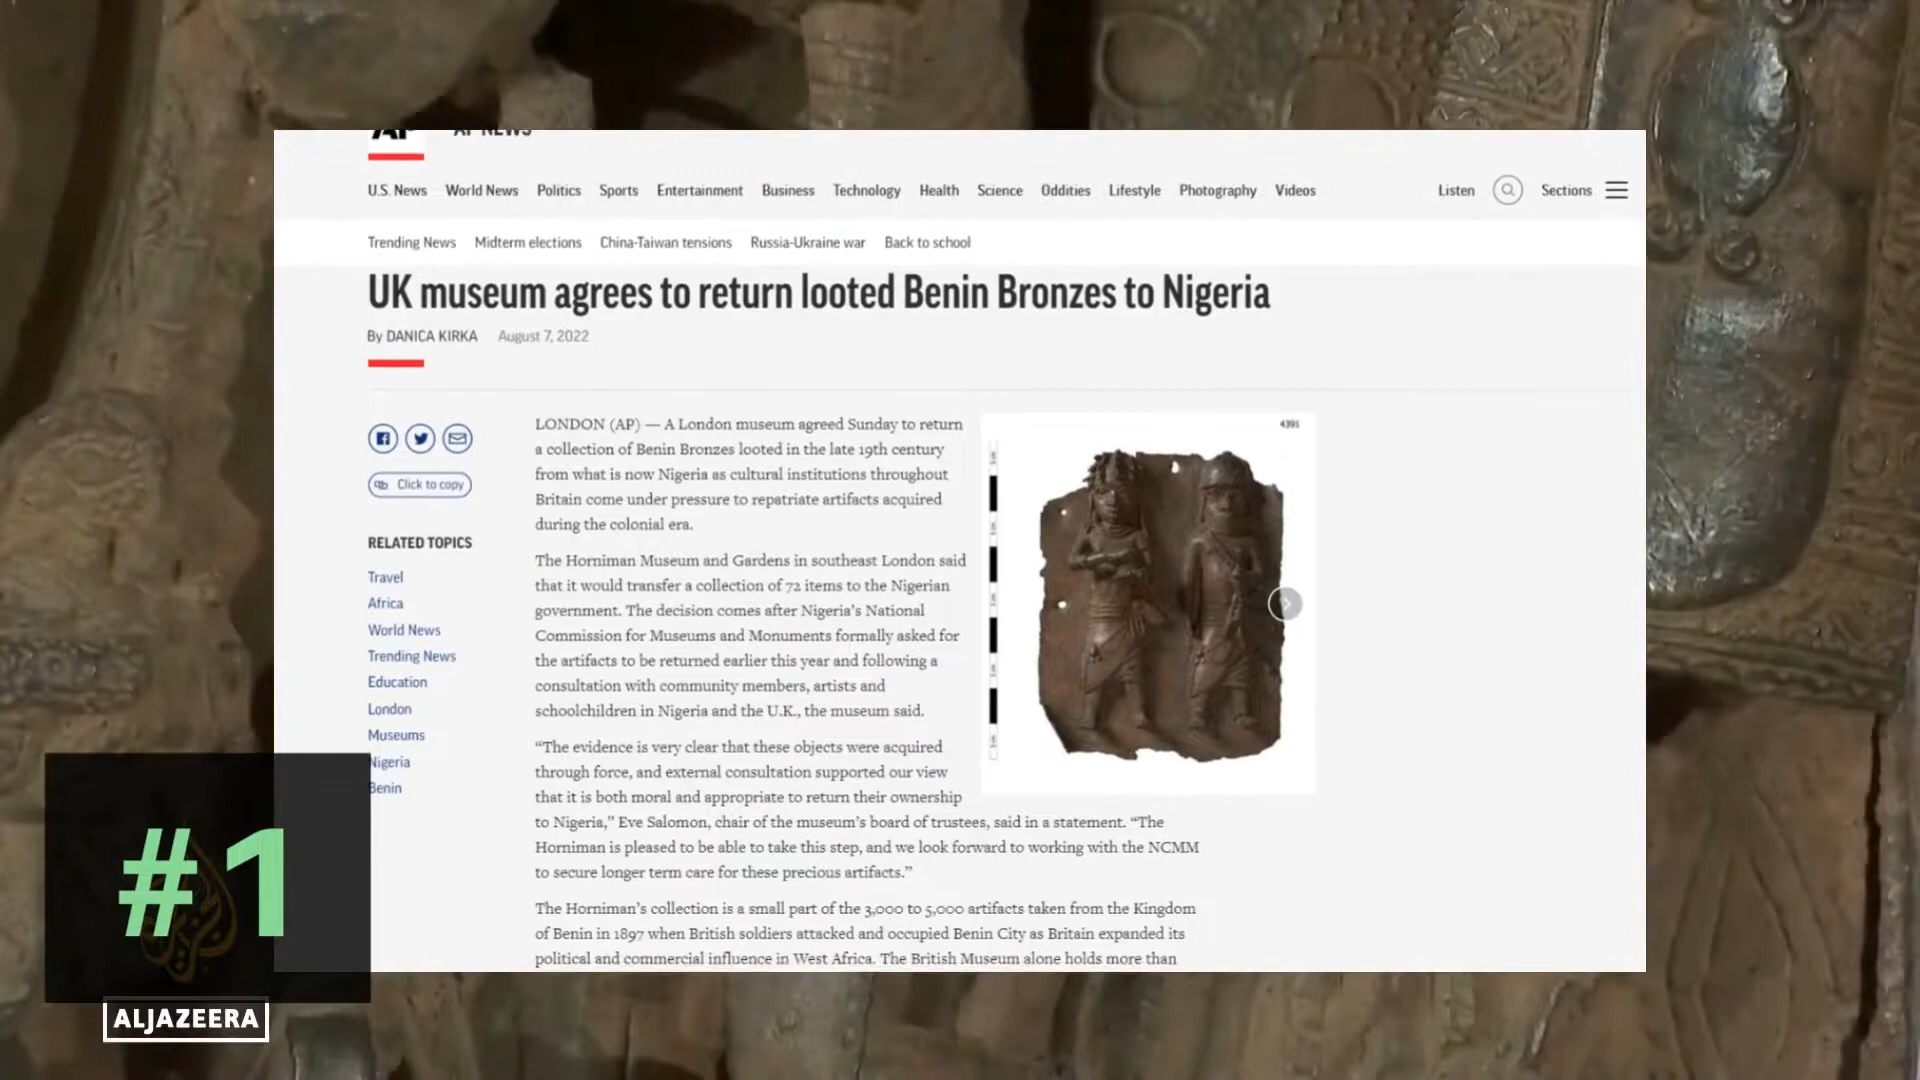 AP AP NEWS
U.S. News World News Politics Sports Entertainment Business Technology Health Science Oddities Lifestyle Photography Videos Listen Sections
Trending News Midterm elections China-Taiwan tensions Russia-Ukraine war Back to school
UK museum agrees to return looted Benin Bronzes to Nigeria
By DANICA KIRKA August 7, 2022
Click to copy
RELATED TOPICS
Travel
Africa
World News
Trending News
Education
London
Museums
Nigeria
Benin
LONDON (AP) — A London museum agreed Sunday to return
a collection of Benin Bronzes looted in the late 19th century
from what is now Nigeria as cultural institutions throughout
Britain come under pressure to repatriate artifacts acquired
during the colonial era.
The Horniman Museum and Gardens in southeast London said
that it would transfer a collection of 72 items to the Nigerian
government. The decision comes after Nigeria's National
Commission for Museums and Monuments formally asked for
the artifacts to be returned earlier this year and following a
consultation with community members, artists and
schoolchildren in Nigeria and the U.K., the museum said.
“The evidence is very clear that these objects were acquired
through force, and external consultation supported our view
that it is both moral and appropriate to return their ownership
to Nigeria,” Eve Salomon, chair of the museum’s board of trustees, said in a statement. “The
Horniman is pleased to be able to take this step, and we look forward to working with the NCMM
to secure longer term care for these precious artifacts.”
The Horniman’s collection is a small part of the 3,000 to 5,000 artifacts taken from the Kingdom
of Benin in 1897 when British soldiers attacked and occupied Benin City as Britain expanded its
political and commercial influence in West Africa. The British Museum alone holds more than
4391
#1
ALJAZEERA